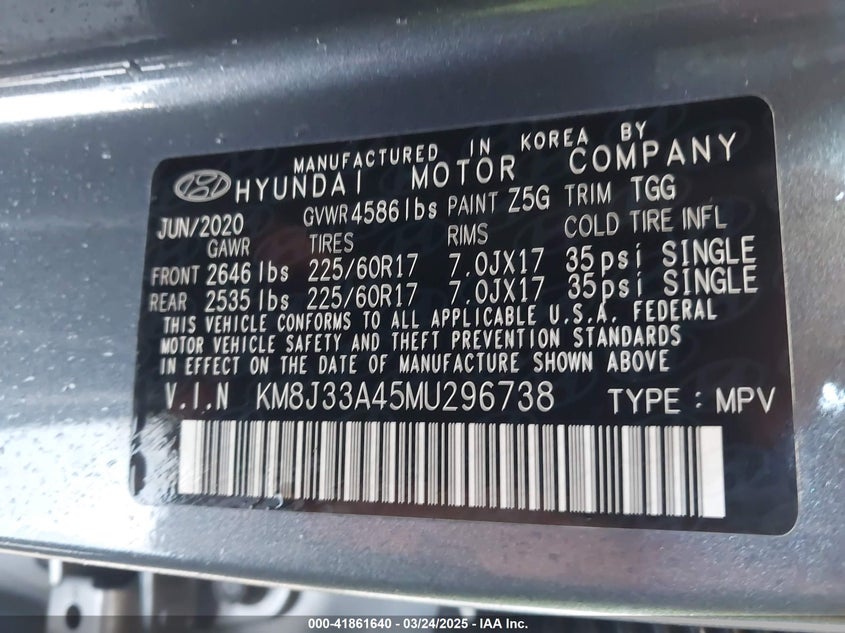 MANUFACTURED IN KOREA BY
HYUNDAI MOTOR COMPANY
JUN/2020 GVWR 4586 lbs PAINT Z5G TRIM TGG
GAWR TIRES RIMS COLD TIRE INFL
FRONT 2646 lbs 225/60R17 7.0JX17 35psi SINGLE
REAR 2535 lbs 225/60R17 7.0JX17 35psi SINGLE
THIS VEHICLE CONFORMS TO ALL APPLICABLE U.S.A. FEDERAL
MOTOR VEHICLE SAFETY AND THEFT PREVENTION STANDARDS
IN EFFECT ON THE DATE OF MANUFACTURE SHOWN ABOVE
V.I.N KM8J33A45MU296738 TYPE : MPV
000-41861640 - 03/24/2025 - IAA, Inc.